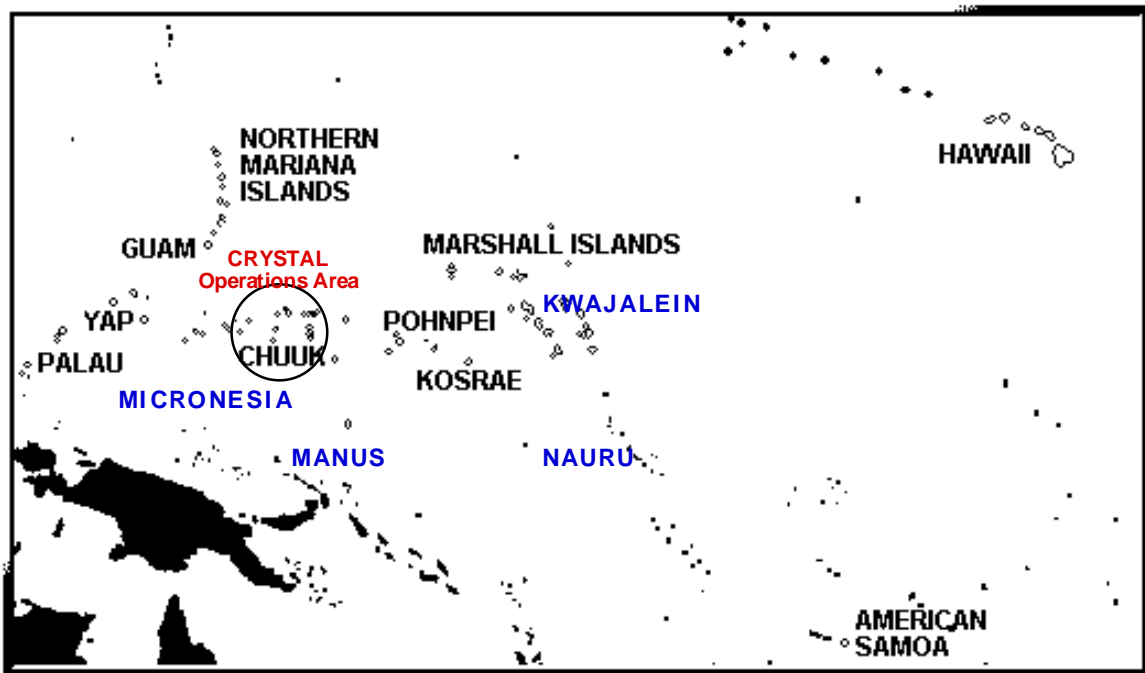 NORTHERN
MARIANA
ISLANDS
HAWAII
GUAM
MARSHALL ISLANDS
CRYSTAL
Operations Area
KWAJALEIN
YAP
POHNPEI
PALAU
CHUUK
KOSRAE
MICRONESIA
MANUS
NAURU
AMERICAN
SAMOA